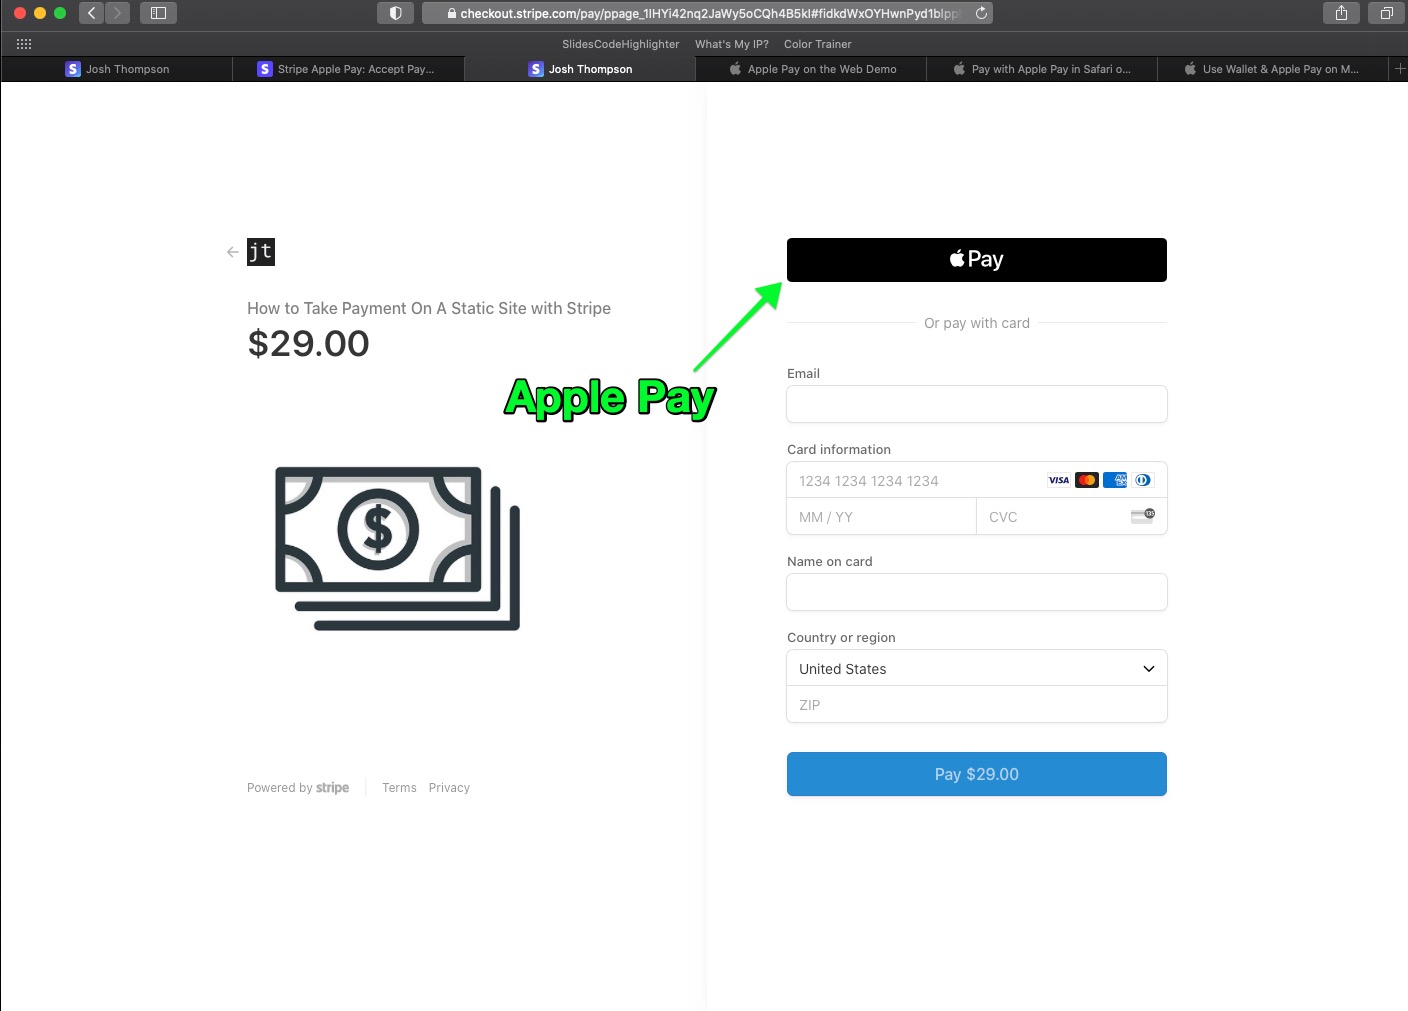 checkout.stripe.com/pay/ppage_1IHYi42nq2JaWy5oCQh4B5kI#fidkdWxOYHwnPyd1blpp
SlidesCodeHighlighter What's My IP? Color Trainer
Josh Thompson
Stripe Apple Pay: Accept Pay...
Josh Thompson
Apple Pay on the Web Demo
Pay with Apple Pay in Safari o...
Use Wallet & Apple Pay on M...
jt
How to Take Payment On A Static Site with Stripe
$29.00
Apple Pay
$
Powered by stripe
Terms Privacy
Pay
Or pay with card
Email
Card information
1234 1234 1234 1234
VISA
AMEX
MM / YY
CVC
135
Name on card
Country or region
United States
ZIP
Pay $29.00